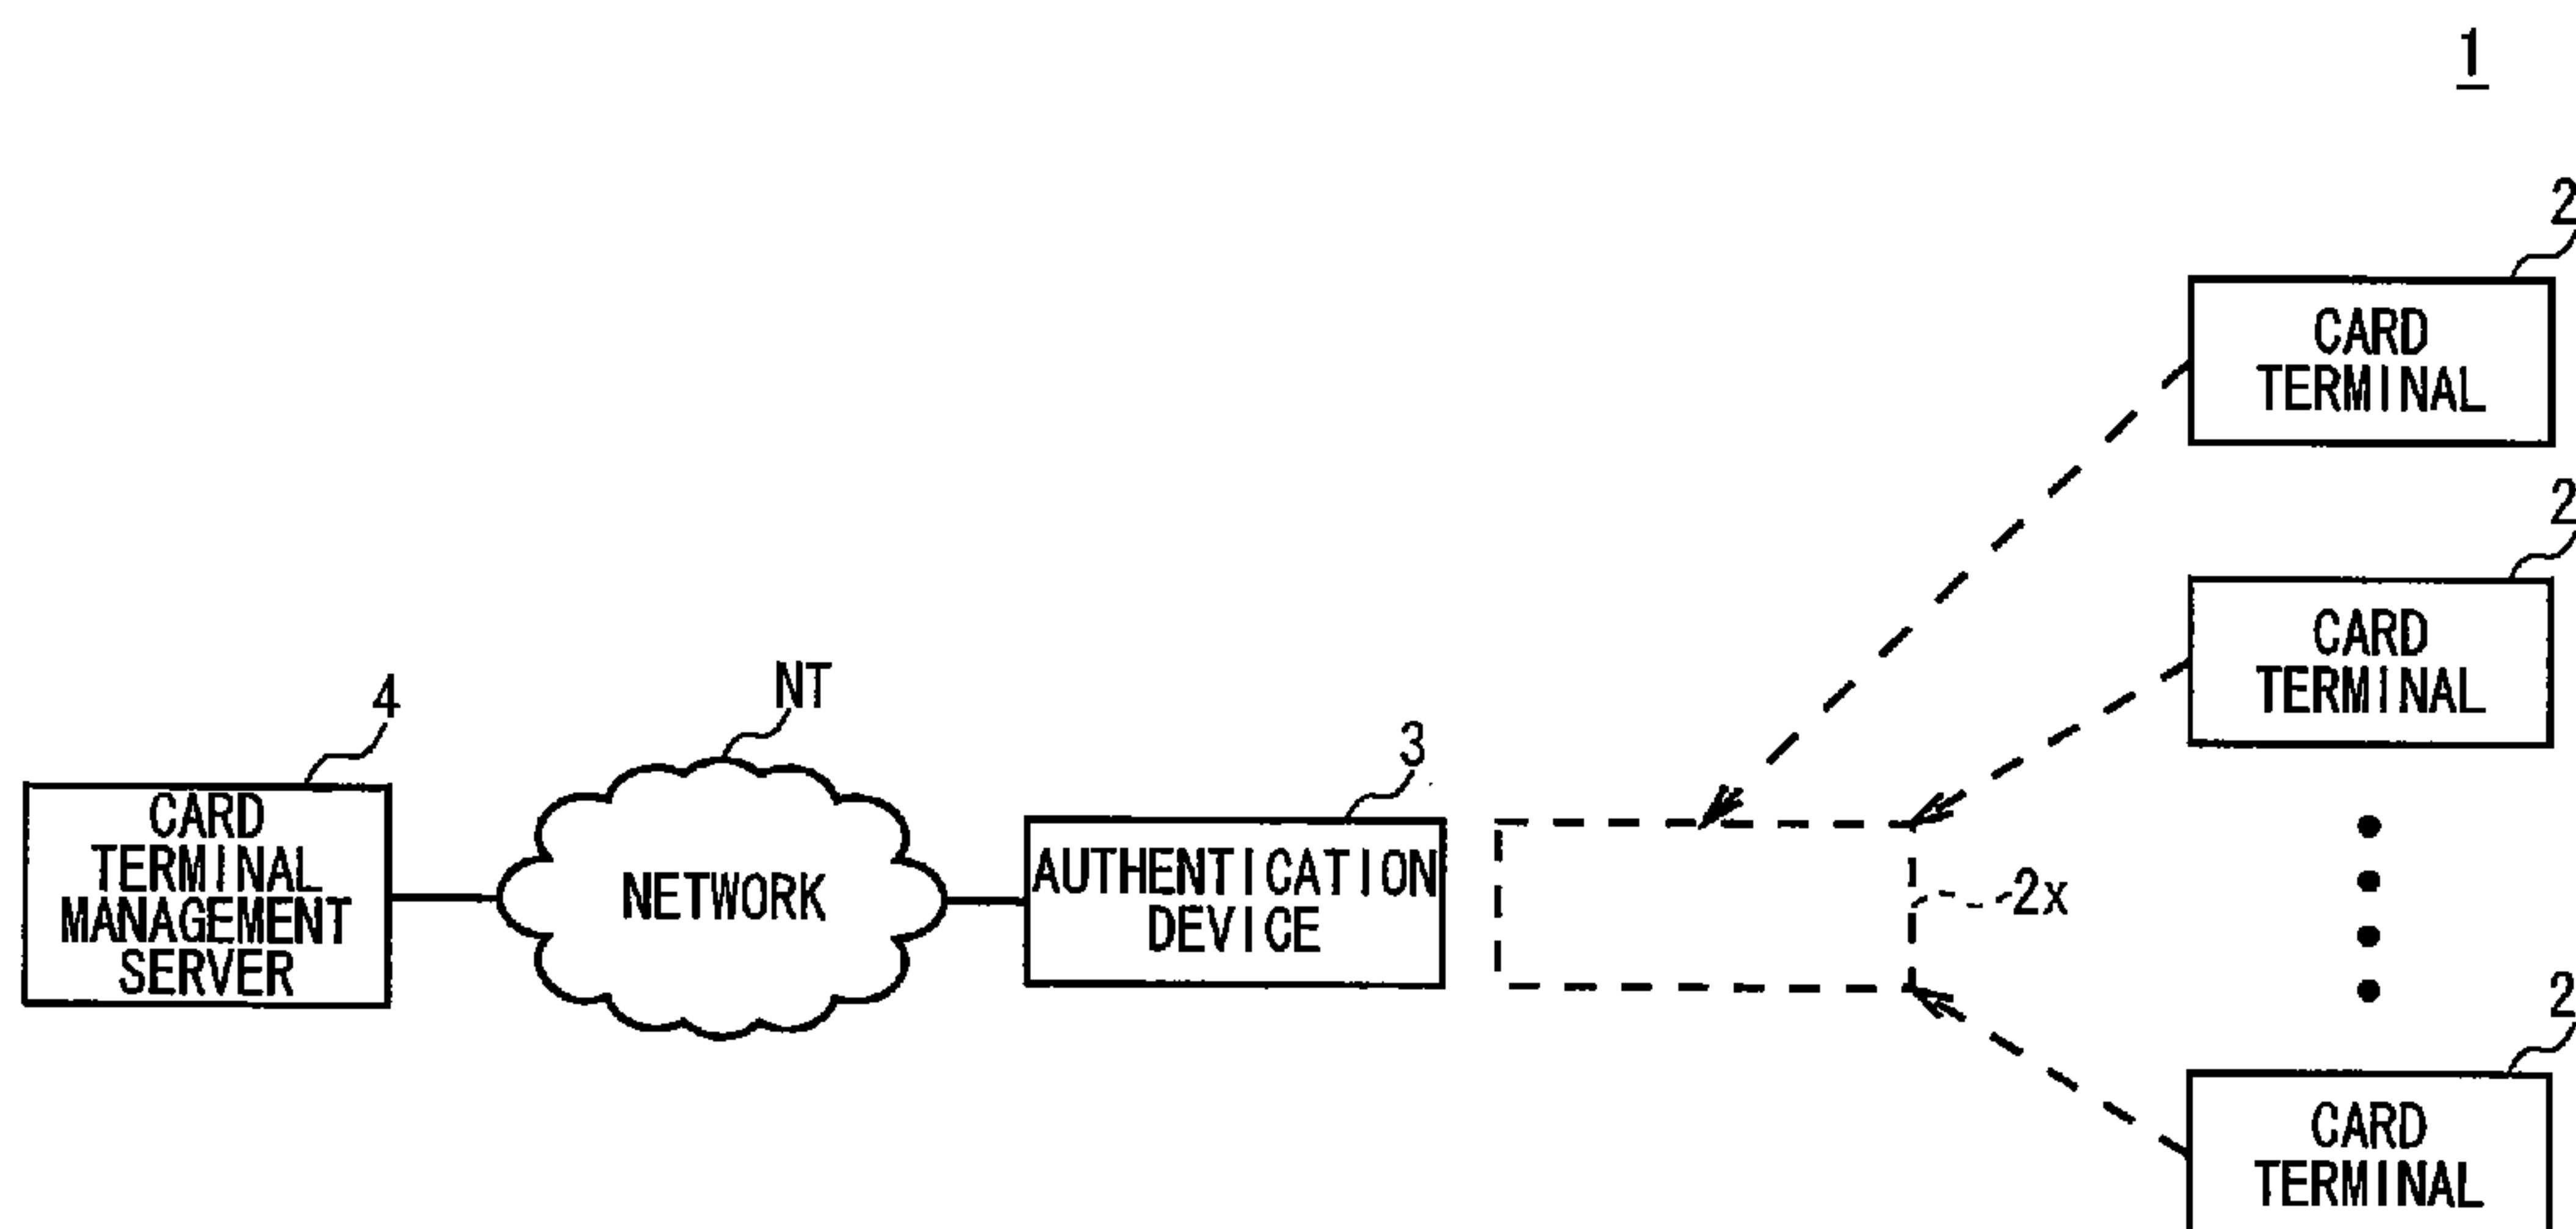 1
2
CARD
TERMINAL
2
CARD
TERMINAL
4
CARD
TERMINAL
MANAGEMENT
SERVER
NT
NETWORK
3
AUTHENTICATION
DEVICE
2x
2
CARD
TERMINAL